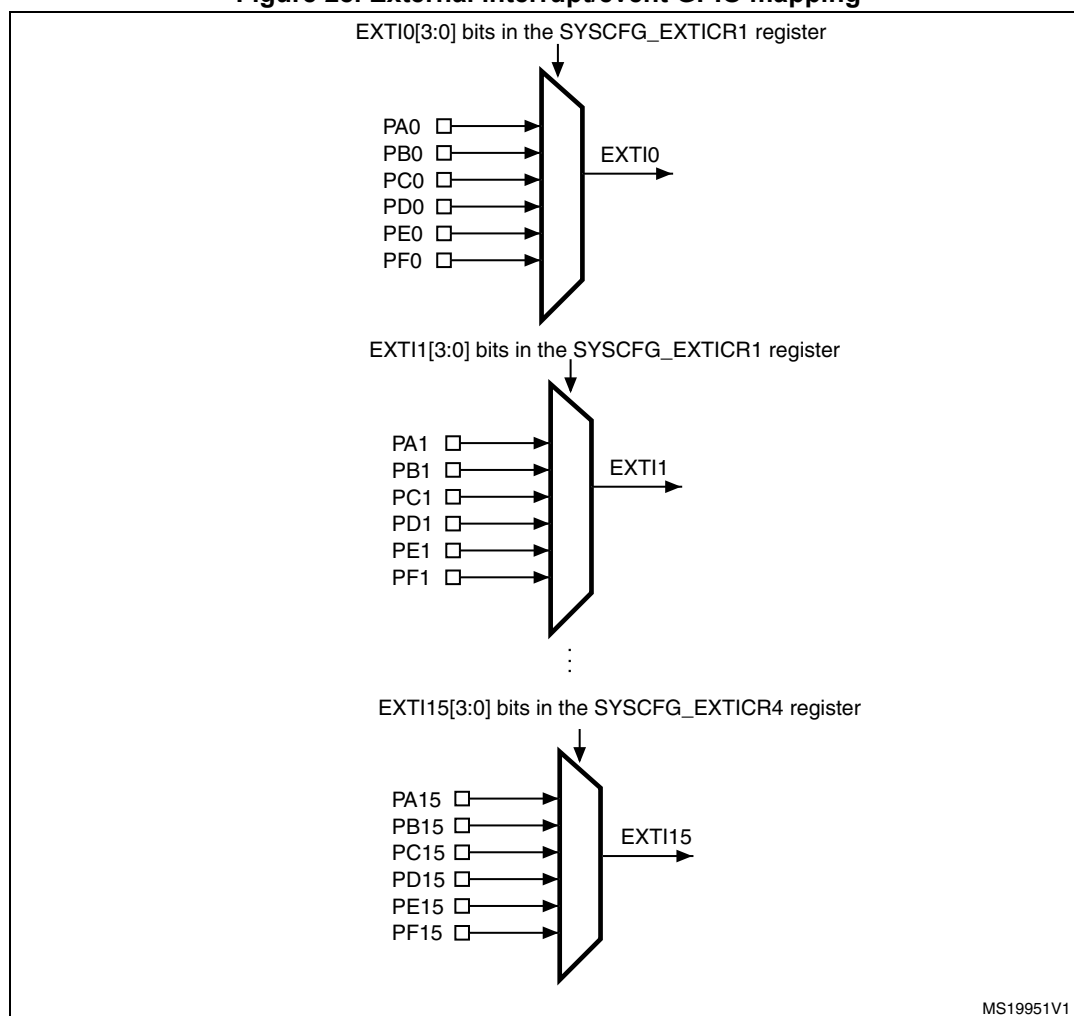 Figure External interrupt/event GPIO mapping
EXTI0[3:0] bits in the SYSCFG_EXTICR1 register
PA0
PB0
PC0
PD0
PE0
PF0
EXTI0
EXTI1[3:0] bits in the SYSCFG_EXTICR1 register
PA1
PB1
PC1
PD1
PE1
PF1
EXTI1
EXTI15[3:0] bits in the SYSCFG_EXTICR4 register
PA15
PB15
PC15
PD15
PE15
PF15
EXTI15
MS19951V1